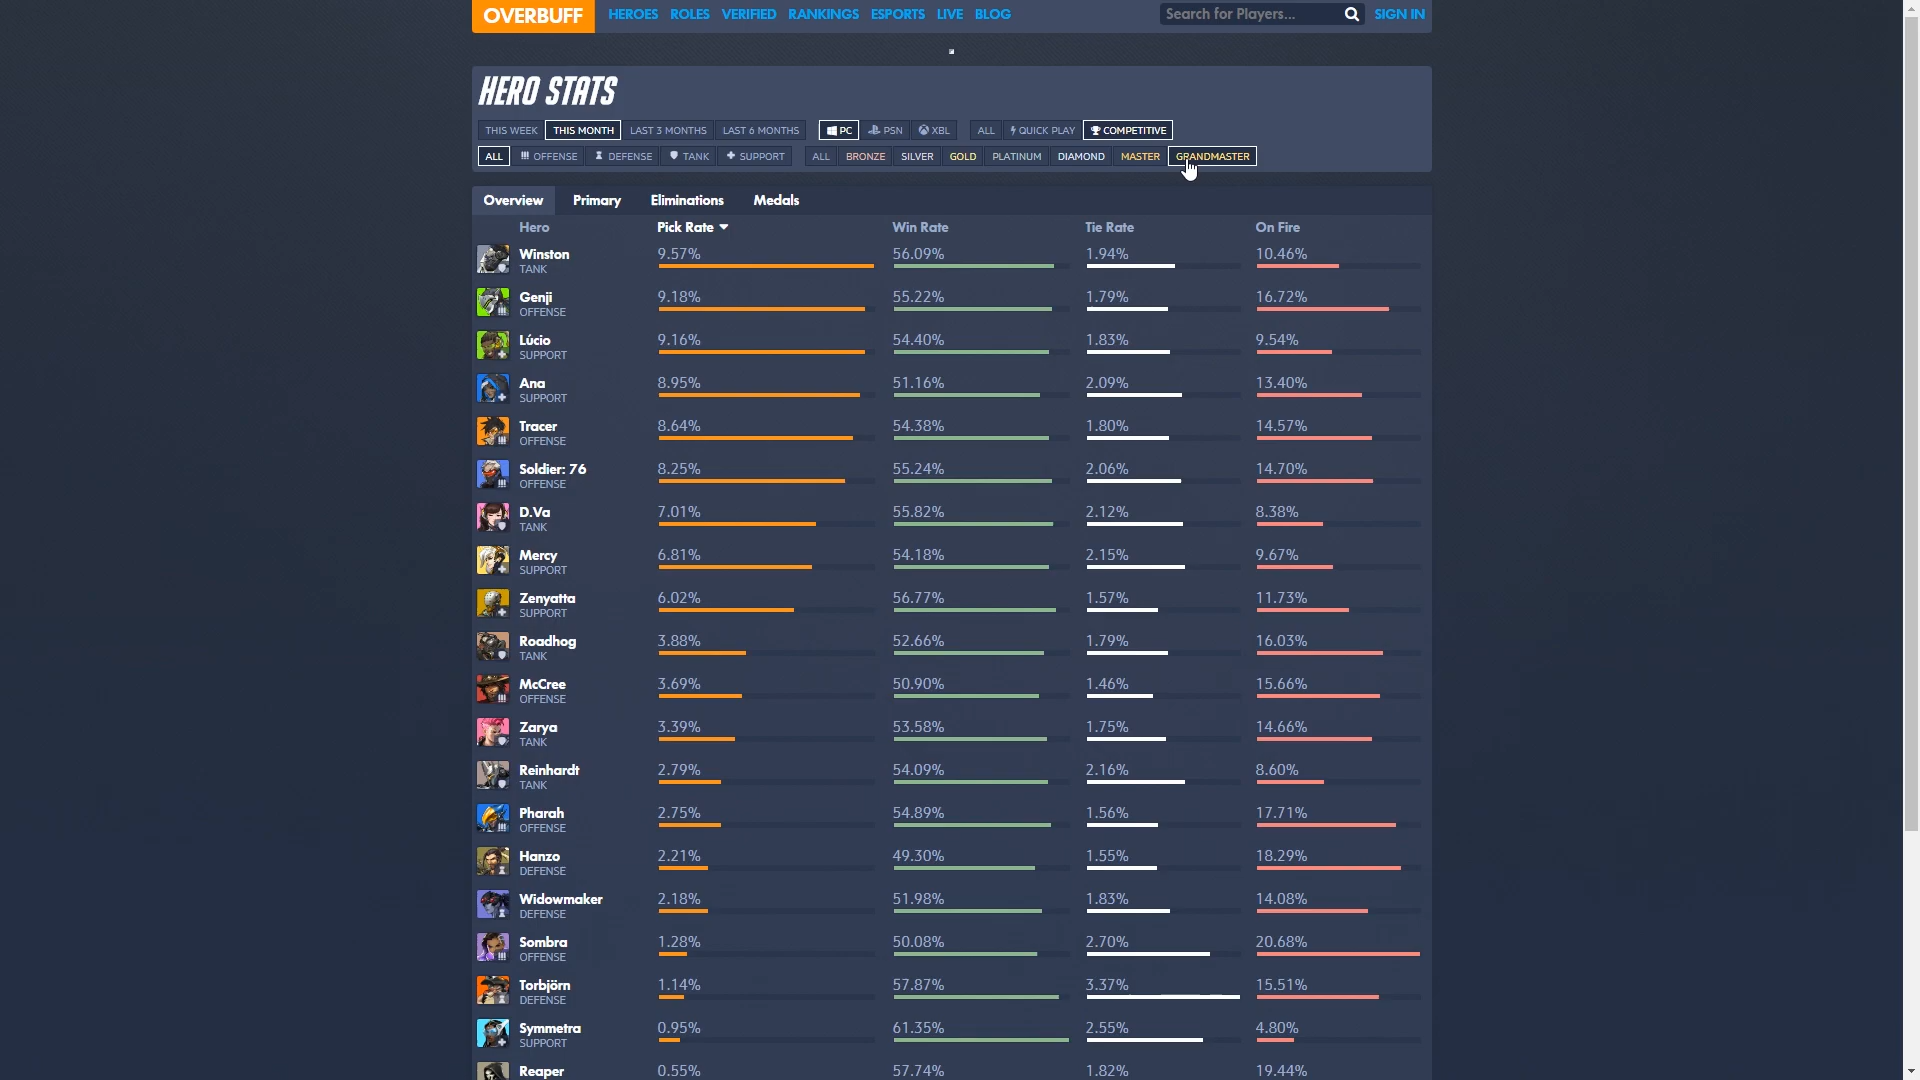 OVERBUFF HEROES ROLES VERIFIED RANKINGS ESPORTS LIVE BLOG Search for Players... SIGN IN
HERO STATS
THIS WEEK THIS MONTH LAST 3 MONTHS LAST 6 MONTHS PC PSN XBL ALL QUICK PLAY COMPETITIVE
ALL OFFENSE DEFENSE TANK SUPPORT ALL BRONZE SILVER GOLD PLATINUM DIAMOND MASTER GRANDMASTER
Overview Primary Eliminations Medals
Hero Pick Rate Win Rate Tie Rate On Fire
Winston 9.57% 56.09% 1.94% 10.46%
TANK
Genji 9.18% 55.22% 1.79% 16.72%
OFFENSE
Lúcio 9.16% 54.40% 1.83% 9.54%
SUPPORT
Ana 8.95% 51.16% 2.09% 13.40%
SUPPORT
Tracer 8.64% 54.38% 1.80% 14.57%
OFFENSE
Soldier: 76 8.25% 55.24% 2.06% 14.70%
OFFENSE
D.Va 7.01% 55.82% 2.12% 8.38%
TANK
Mercy 6.81% 54.18% 2.15% 9.67%
SUPPORT
Zenyatta 6.02% 56.77% 1.57% 11.73%
SUPPORT
Roadhog 3.88% 52.66% 1.79% 16.03%
TANK
McCree 3.69% 50.90% 1.46% 15.66%
OFFENSE
Zarya 3.39% 53.58% 1.75% 14.66%
TANK
Reinhardt 2.79% 54.09% 2.16% 8.60%
TANK
Pharah 2.75% 54.89% 1.56% 17.71%
OFFENSE
Hanzo 2.21% 49.30% 1.55% 18.29%
DEFENSE
Widowmaker 2.18% 51.98% 1.83% 14.08%
DEFENSE
Sombra 1.28% 50.08% 2.70% 20.68%
OFFENSE
Torbjörn 1.14% 57.87% 3.37% 15.51%
DEFENSE
Symmetra 0.95% 61.35% 2.55% 4.80%
SUPPORT
Reaper 0.55% 57.74% 1.82% 19.44%